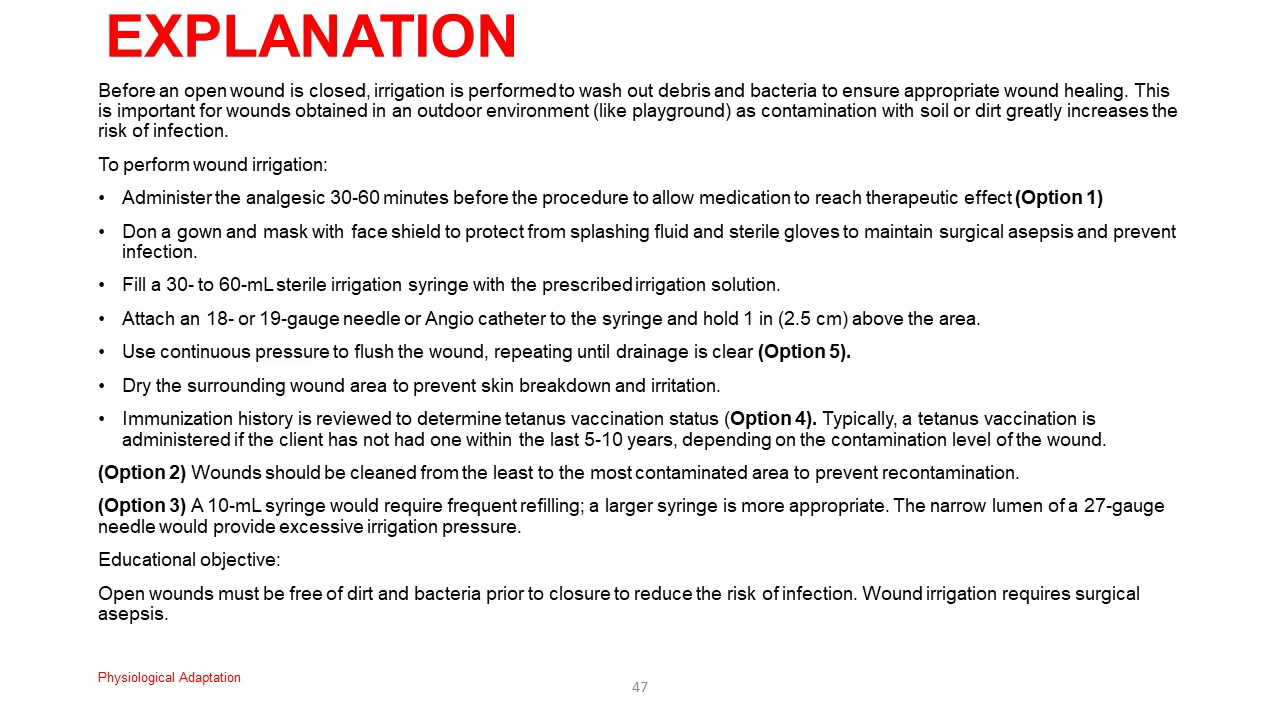 EXPLANATION
Before an open wound is closed, irrigation is performed to wash out debris and bacteria to ensure appropriate wound healing. This
is important for wounds obtained in an outdoor environment (like playground) as contamination with soil or dirt greatly increases the
risk of infection.
To perform wound irrigation:
• Administer the analgesic 30-60 minutes before the procedure to allow medication to reach therapeutic effect (Option 1)
• Don a gown and mask with face shield to protect from splashing fluid and sterile gloves to maintain surgical asepsis and prevent
infection.
• Fill a 30- to 60-mL sterile irrigation syringe with the prescribed irrigation solution.
• Attach an 18- or 19-gauge needle or Angio catheter to the syringe and hold 1 in (2.5 cm) above the area.
• Use continuous pressure to flush the wound, repeating until drainage is clear (Option 5).
• Dry the surrounding wound area to prevent skin breakdown and irritation.
• Immunization history is reviewed to determine tetanus vaccination status (Option 4). Typically, a tetanus vaccination is
administered if the client has not had one within the last 5-10 years, depending on the contamination level of the wound.
(Option 2) Wounds should be cleaned from the least to the most contaminated area to prevent recontamination.
(Option 3) A 10-mL syringe would require frequent refilling; a larger syringe is more appropriate. The narrow lumen of a 27-gauge
needle would provide excessive irrigation pressure.
Educational objective:
Open wounds must be free of dirt and bacteria prior to closure to reduce the risk of infection. Wound irrigation requires surgical
asepsis.
Physiological Adaptation
47